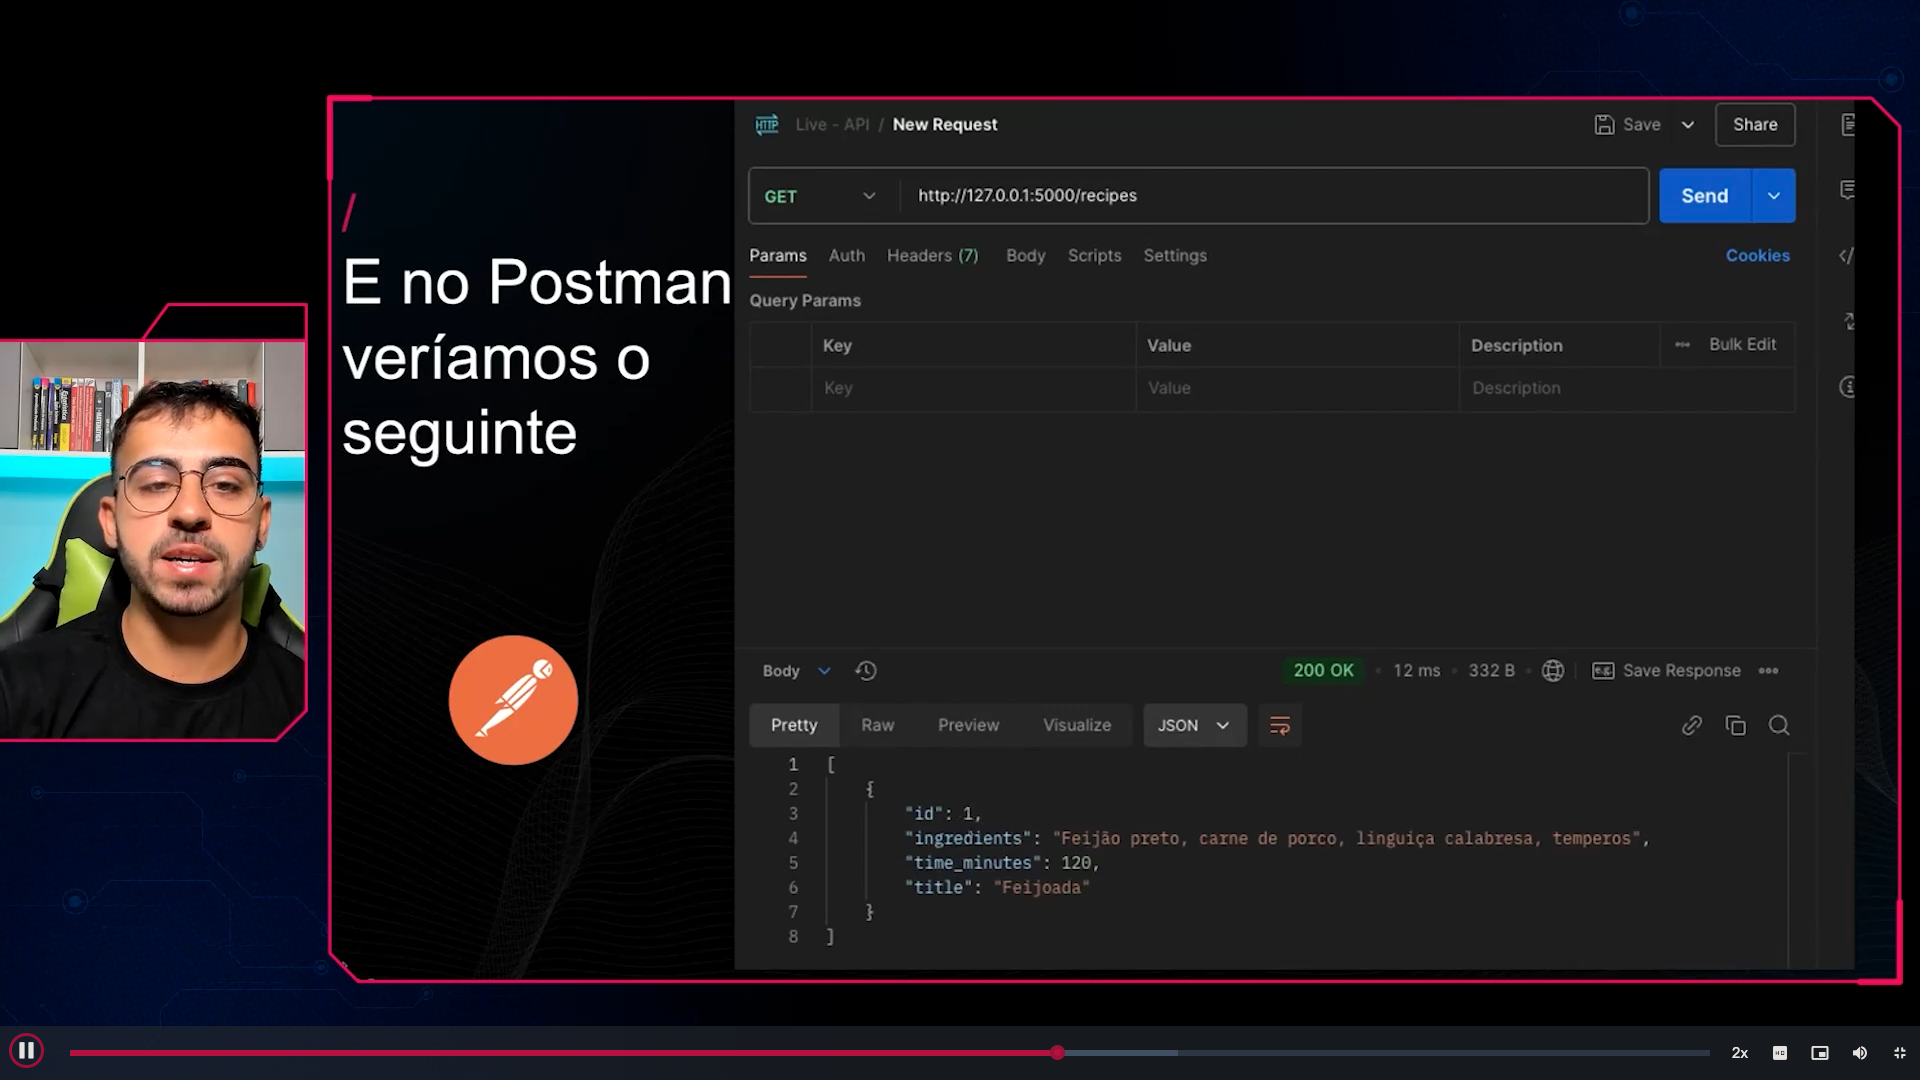 /
E no Postman
veríamos o
seguinte
HTTP Live - API / New Request Save Share
GET http://127.0.0.1:5000/recipes Send
Params Auth Headers (7) Body Scripts Settings Cookies
Query Params
Key Value Description Bulk Edit
Key Value Description
Body 200 OK 12 ms 332 B e.g. Save Response
Pretty Raw Preview Visualize JSON
1 [
2 {
3 "id": 1,
4 "ingredients": "Feijão preto, carne de porco, linguiça calabresa, temperos",
5 "time_minutes": 120,
6 "title": "Feijoada"
7 }
8 ]
2x HD